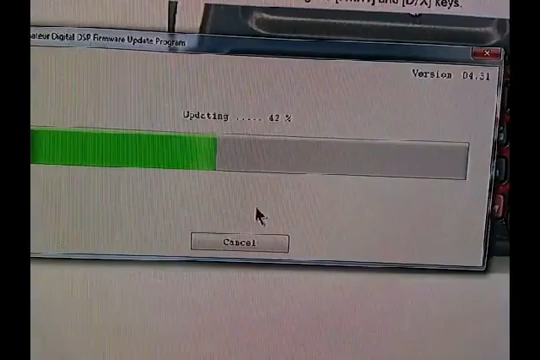 and [D/X] keys.
ateur Digital DSP Firmware Update Program
Version 04.31
Updating ..... 42 %
Cancel